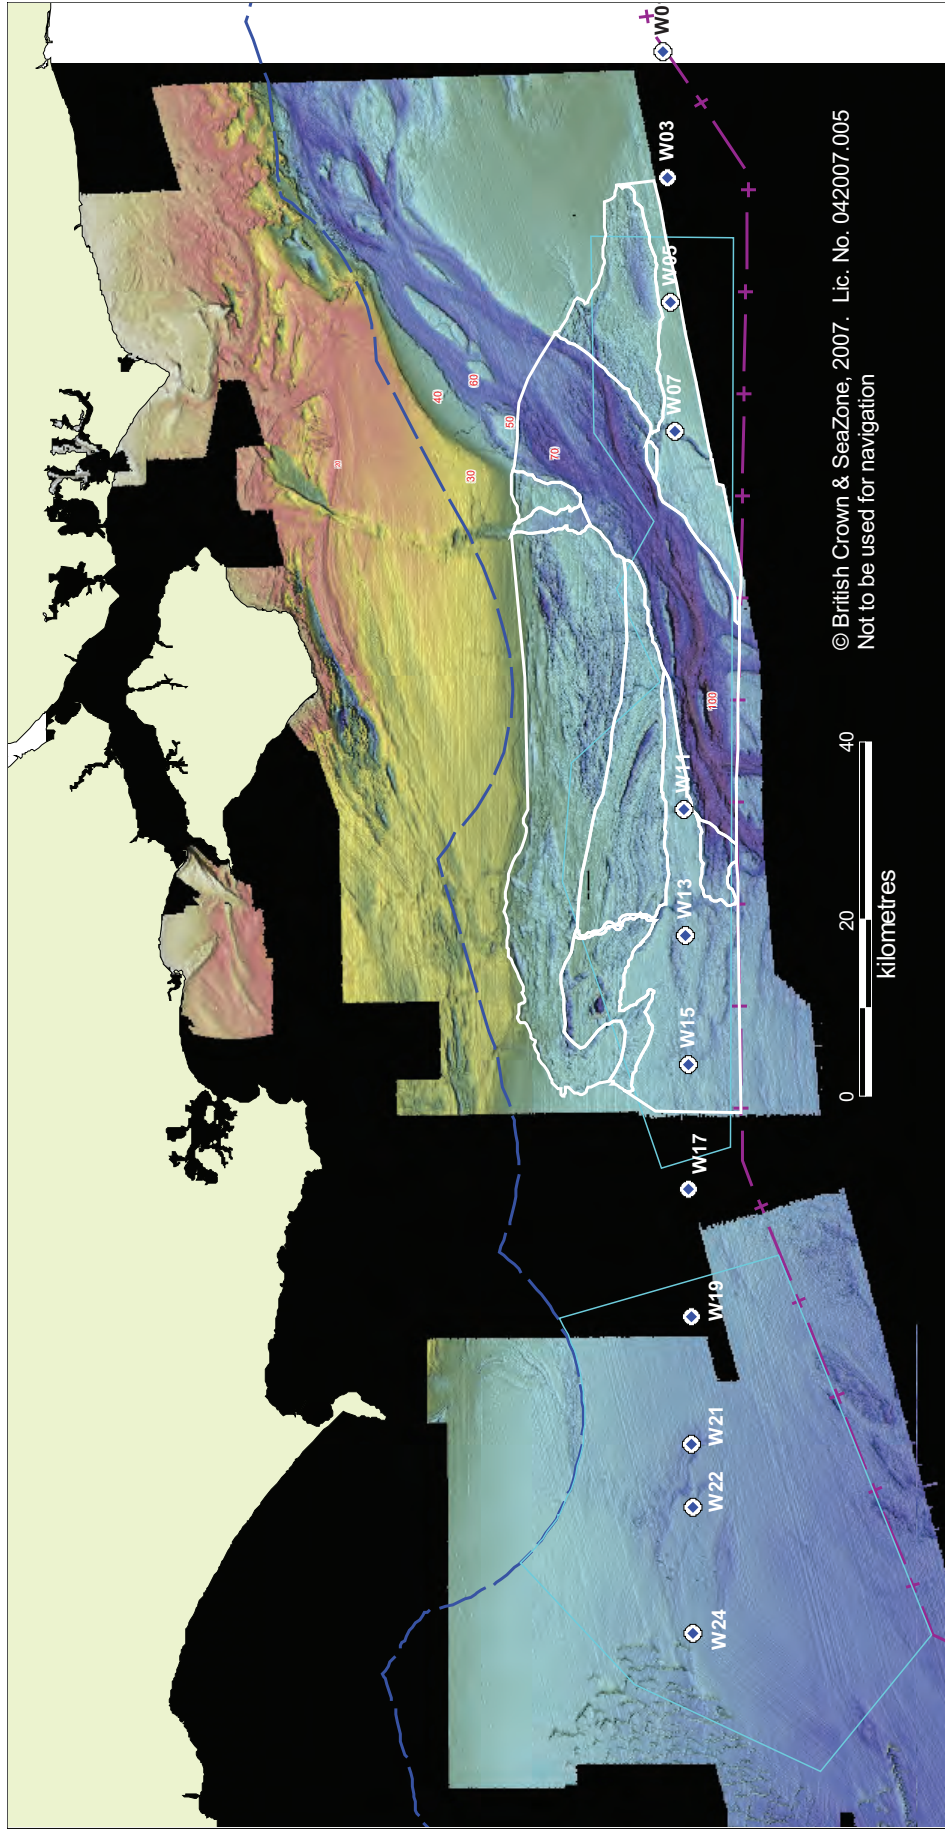 W0
W03
W05
W07
W11
W13
W15
W17
W19
W21
W22
W24
20
30
40
50
60
70
100
© British Crown & SeaZone, 2007. Lic. No. 042007.005
Not to be used for navigation
0 20 40
kilometres